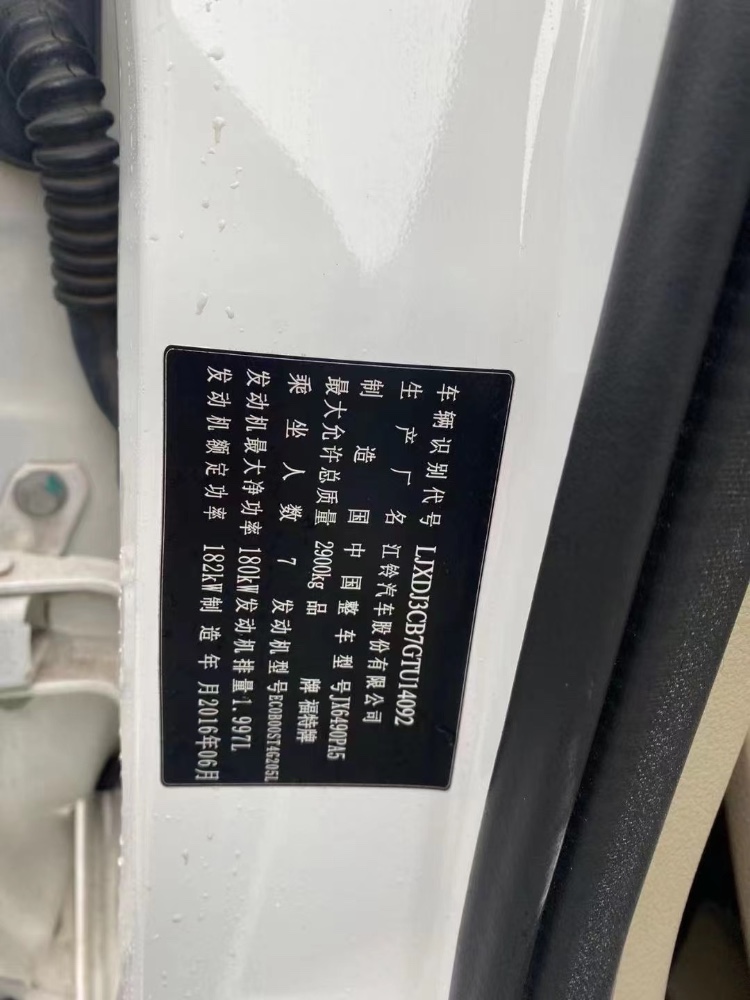 车辆识别代号 LJXDJ3CB7GTU14092
生产厂名 江铃汽车股份有限公司
制造国 中国 整车型号 JX6490PA5
最大允许总质量 2900kg 品牌 福特牌
乘坐人数 7 发动机型号 ECOBOOST4G205L
发动机最大净功率 180kW 发动机排量 1.997L
发动机额定功率 182kW 制造年月 2016年06月